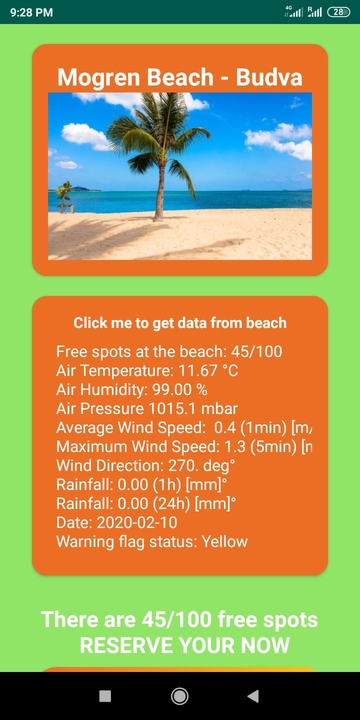 9:28 PM 4G R 28
Mogren Beach - Budva
Click me to get data from beach
Free spots at the beach: 45/100
Air Temperature: 11.67 °C
Air Humidity: 99.00 %
Air Pressure 1015.1 mbar
Average Wind Speed:  0.4 (1min) [m/
Maximum Wind Speed: 1.3 (5min) [m
Wind Direction: 270. deg°
Rainfall: 0.00 (1h) [mm]°
Rainfall: 0.00 (24h) [mm]°
Date: 2020-02-10
Warning flag status: Yellow
There are 45/100 free spots
RESERVE YOUR NOW